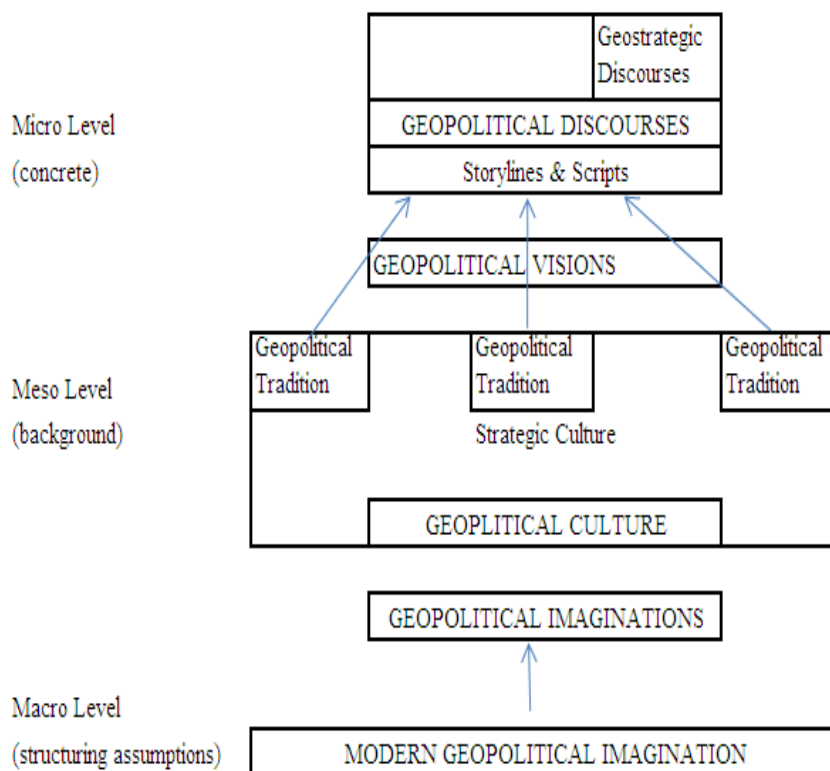 Geostrategic
Discourses
Micro Level
(concrete)
GEOPOLITICAL DISCOURSES
Storylines & Scripts
GEOPOLITICAL VISIONS
Geopolitical
Tradition
Geopolitical
Tradition
Geopolitical
Tradition
Meso Level
(background)
Strategic Culture
GEOPLITICAL CULTURE
GEOPOLITICAL IMAGINATIONS
Macro Level
(structuring assumptions)
MODERN GEOPOLITICAL IMAGINATION